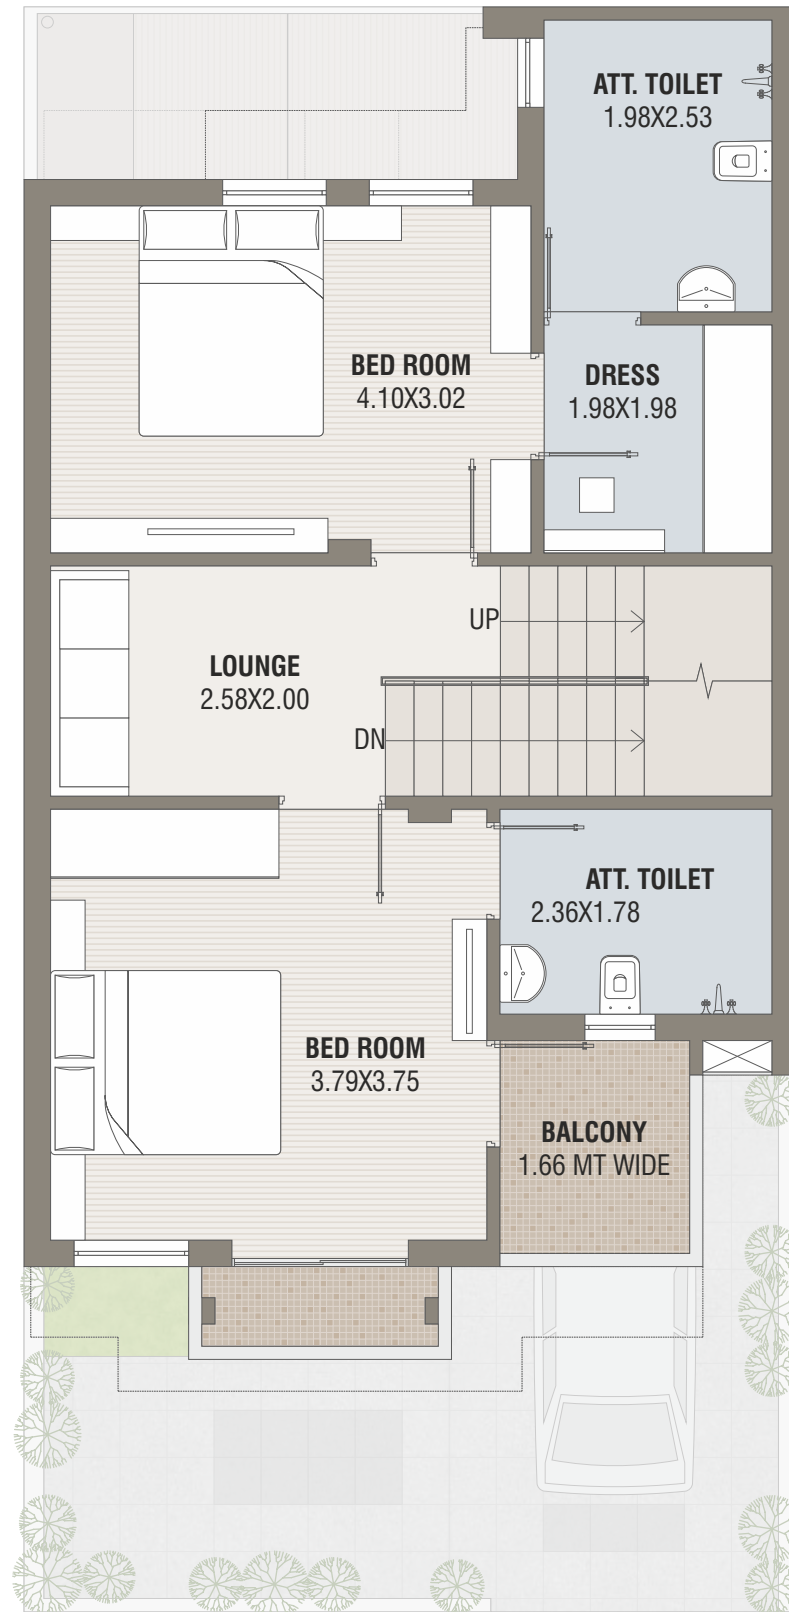 ATT. TOILET
1.98X2.53
BED ROOM
4.10X3.02
DRESS
1.98X1.98
UP
LOUNGE
2.58X2.00
DN
ATT. TOILET
2.36X1.78
BED ROOM
3.79X3.75
BALCONY
1.66 MT WIDE